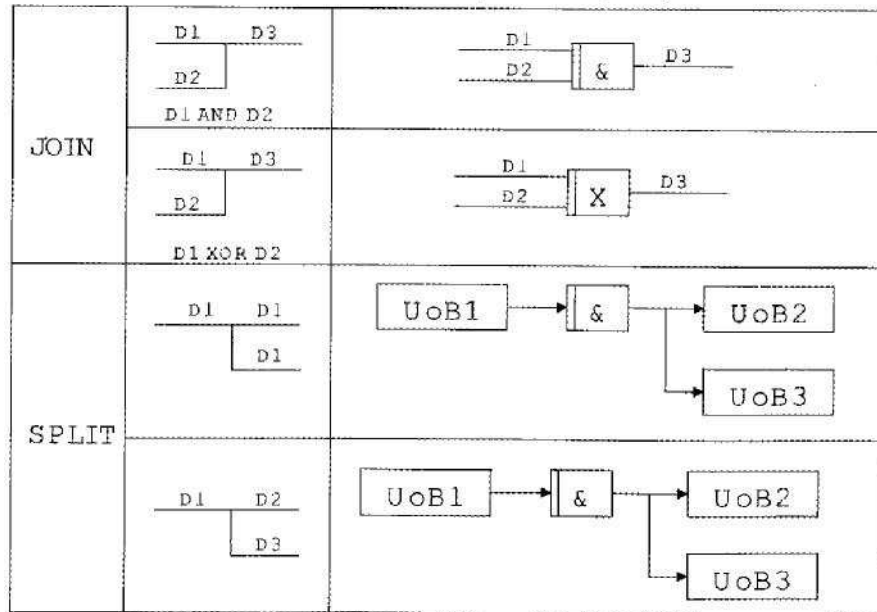 JOIN
D1 D3
D2
D1 AND D2
D1
D2
&
D3
D1 D3
D2
D1 XOR D2
D1
D2
X
D3
SPLIT
D1 D1
D1
UoB1 & UoB2
UoB3
D1 D2
D3
UoB1 & UoB2
UoB3